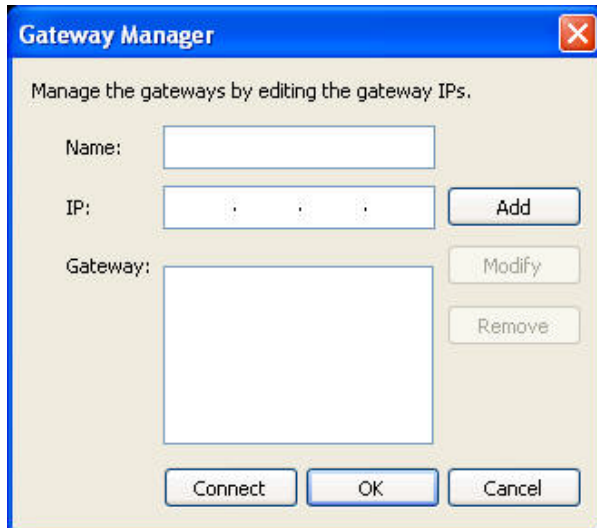 Gateway Manager
Manage the gateways by editing the gateway IPs.
Name:
IP: . . . Add
Gateway: Modify
Remove
Connect OK Cancel